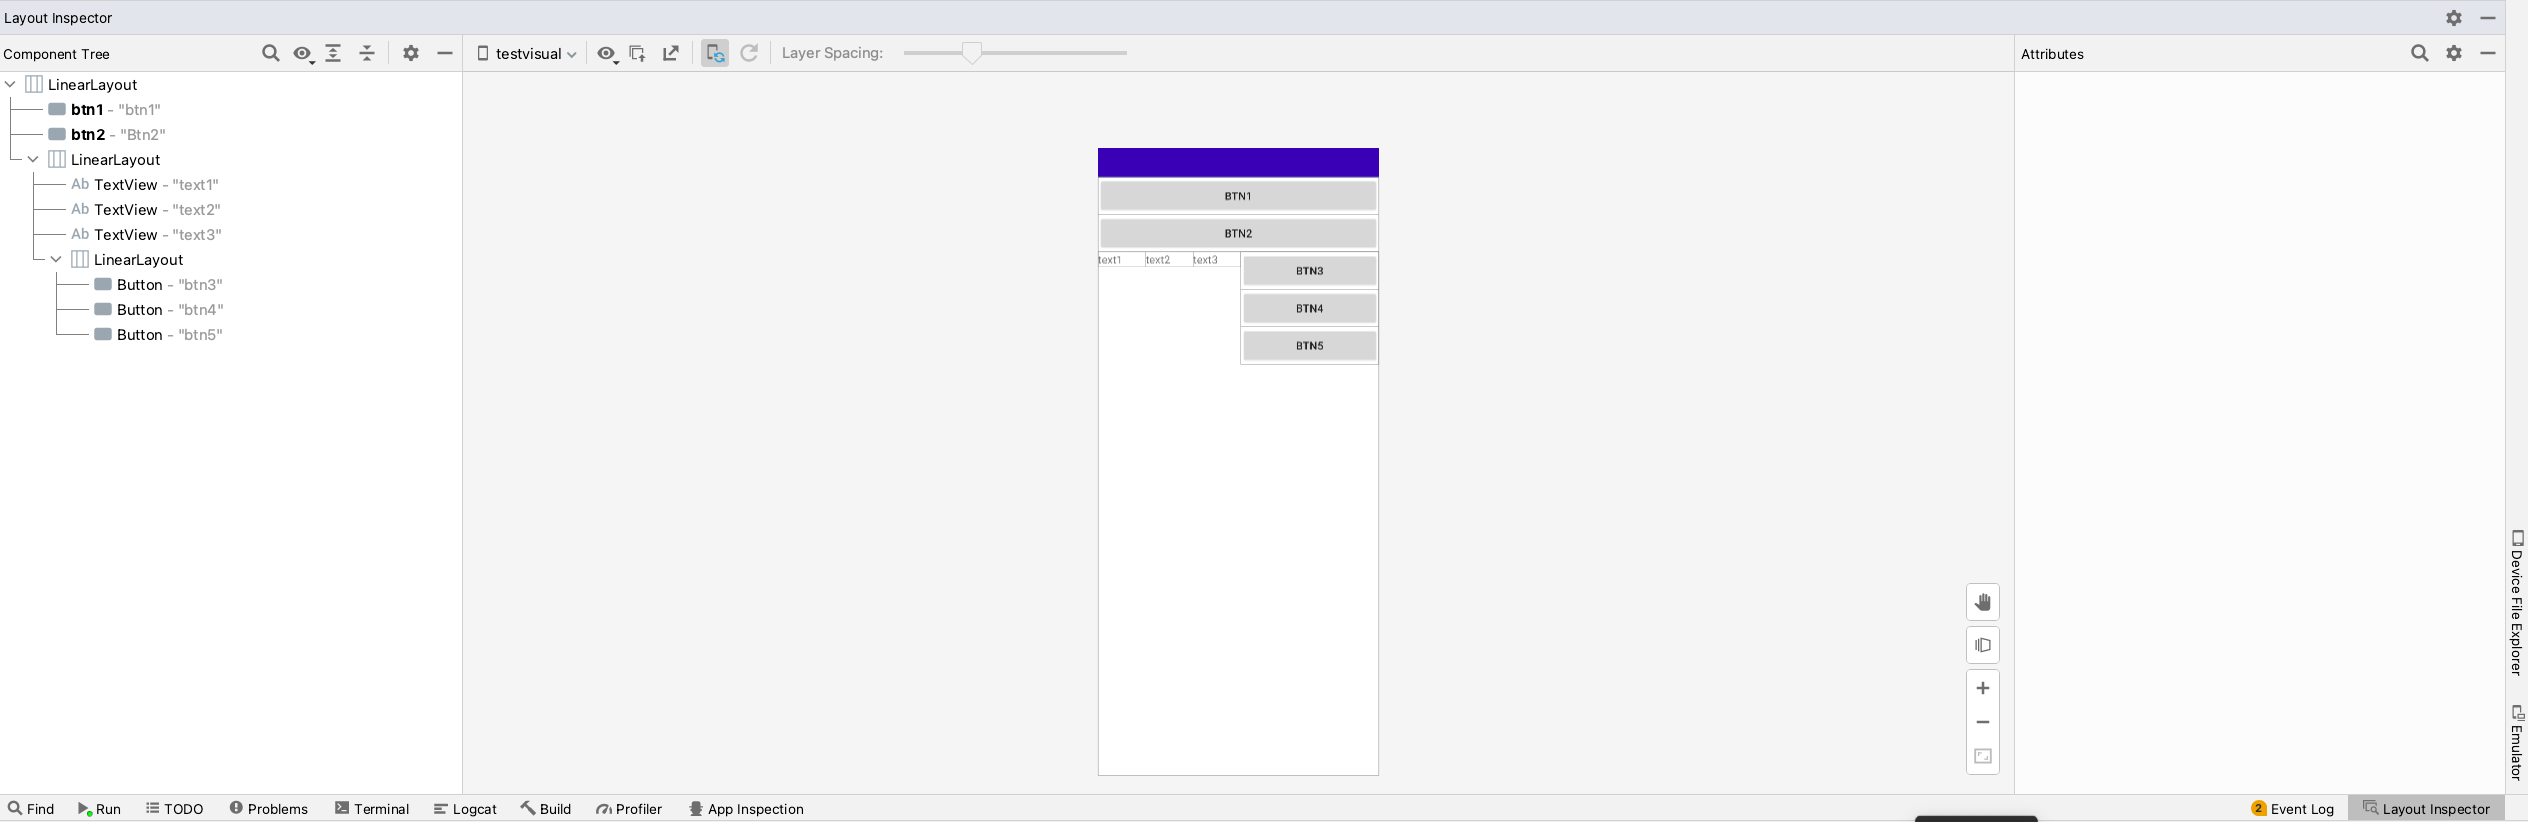 Layout Inspector
Component Tree
testvisual
Layer Spacing:
Attributes
LinearLayout
btn1 - "btn1"
btn2 - "Btn2"
LinearLayout
Ab TextView - "text1"
Ab TextView - "text2"
Ab TextView - "text3"
LinearLayout
Button - "btn3"
Button - "btn4"
Button - "btn5"
BTN1
BTN2
text1 text2 text3
BTN3
BTN4
BTN5
Device File Explorer
Emulator
Find Run TODO Problems Terminal Logcat Build Profiler App Inspection
2 Event Log Layout Inspector